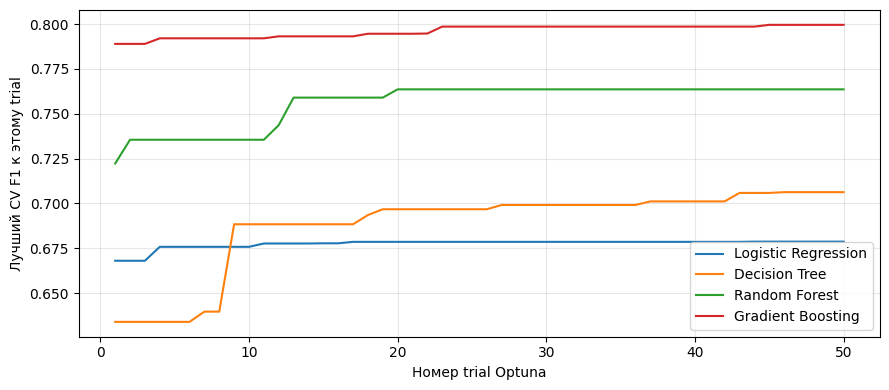 0.800
0.775
0.750
0.725
0.700
0.675
0.650
Лучший CV F1 к этому trial
0
10
20
30
40
50
Номер trial Optuna
Logistic Regression
Decision Tree
Random Forest
Gradient Boosting